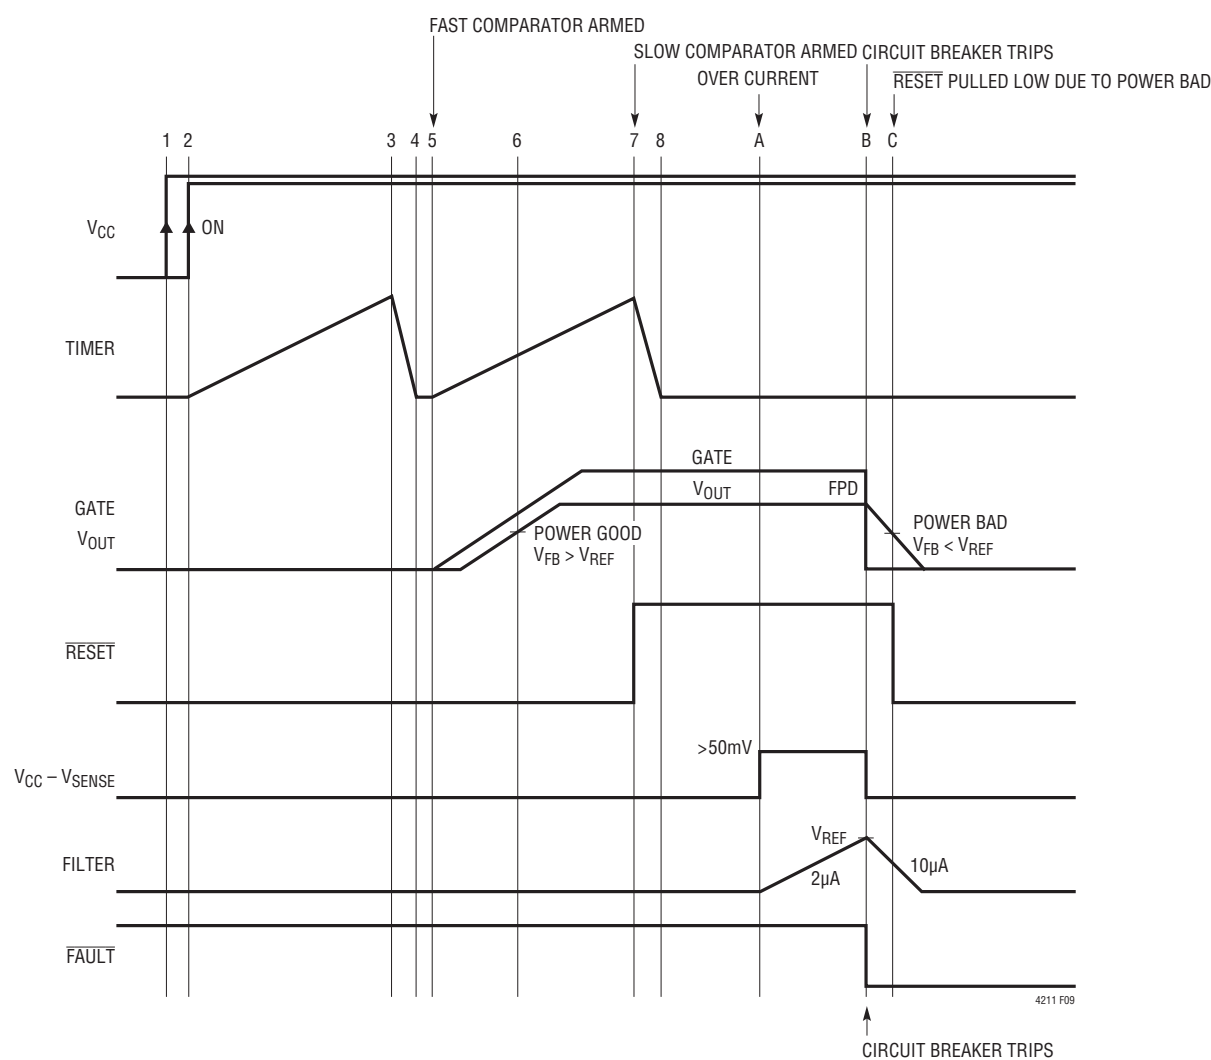 FAST COMPARATOR ARMED
SLOW COMPARATOR ARMED
CIRCUIT BREAKER TRIPS
OVER CURRENT
RESET PULLED LOW DUE TO POWER BAD
1 2 3 4 5 6 7 8 A B C
VCC
ON
TIMER
GATE
VOUT
GATE
VOUT
FPD
POWER GOOD
VFB > VREF
POWER BAD
VFB < VREF
RESET
>50mV
VCC – VSENSE
VREF
FILTER
2µA
10µA
FAULT
4211 F09
CIRCUIT BREAKER TRIPS